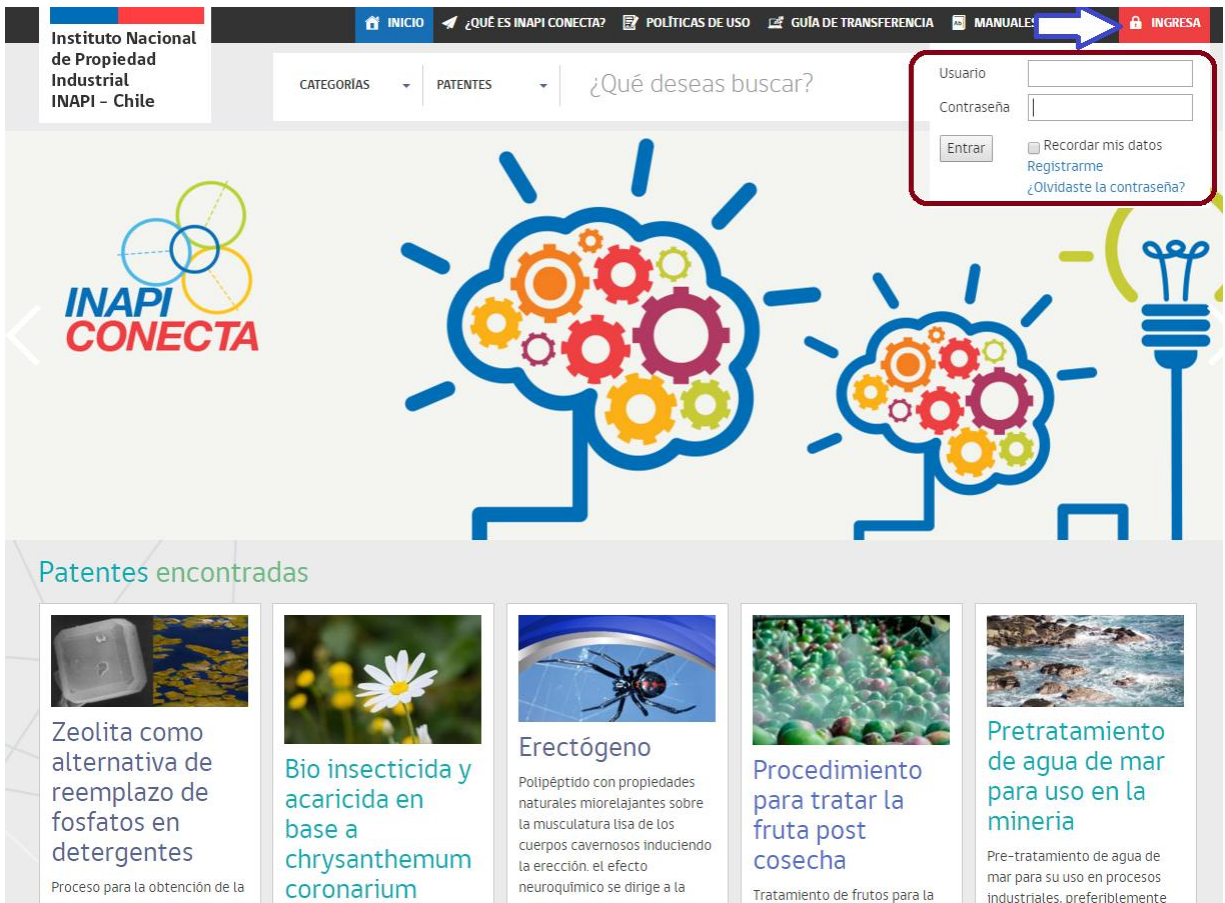 Instituto Nacional
de Propiedad
Industrial
INAPI - Chile
INICIO
¿QUÉ ES INAPI CONECTA?
POLÍTICAS DE USO
GUÍA DE TRANSFERENCIA
MANUALES
INGRESA
CATEGORÍAS
PATENTES
¿Qué deseas buscar?
Usuario
Contraseña
Entrar
Recordar mis datos
Registrarme
¿Olvidaste la contraseña?
INAPI
CONECTA
Patentes encontradas
Zeolita como
alternativa de
reemplazo de
fosfatos en
detergentes
Proceso para la obtención de la
Bio insecticida y
acaricida en
base a
chrysanthemum
coronarium
Erectógeno
Polipéptido con propiedades
naturales miorelajantes sobre
la musculatura lisa de los
cuerpos cavernosos induciendo
la erección. el efecto
neuroquímico se dirige a la
Procedimiento
para tratar la
fruta post
cosecha
Tratamiento de frutos para la
Pretratamiento
de agua de mar
para uso en la
mineria
Pre-tratamiento de agua de
mar para su uso en procesos
industriales, preferiblemente